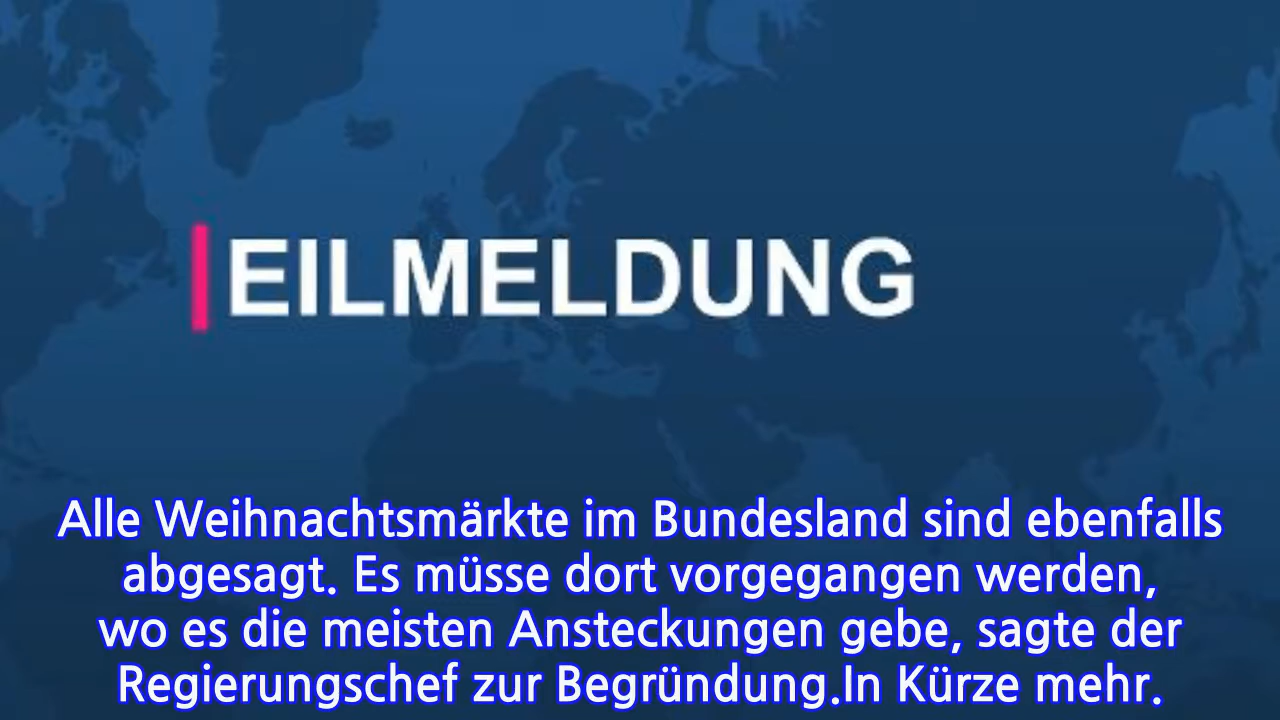 EILMELDUNG
Alle Weihnachtsmärkte im Bundesland sind ebenfalls
abgesagt. Es müsse dort vorgegangen werden,
wo es die meisten Ansteckungen gebe, sagte der
Regierungschef zur Begründung.In Kürze mehr.